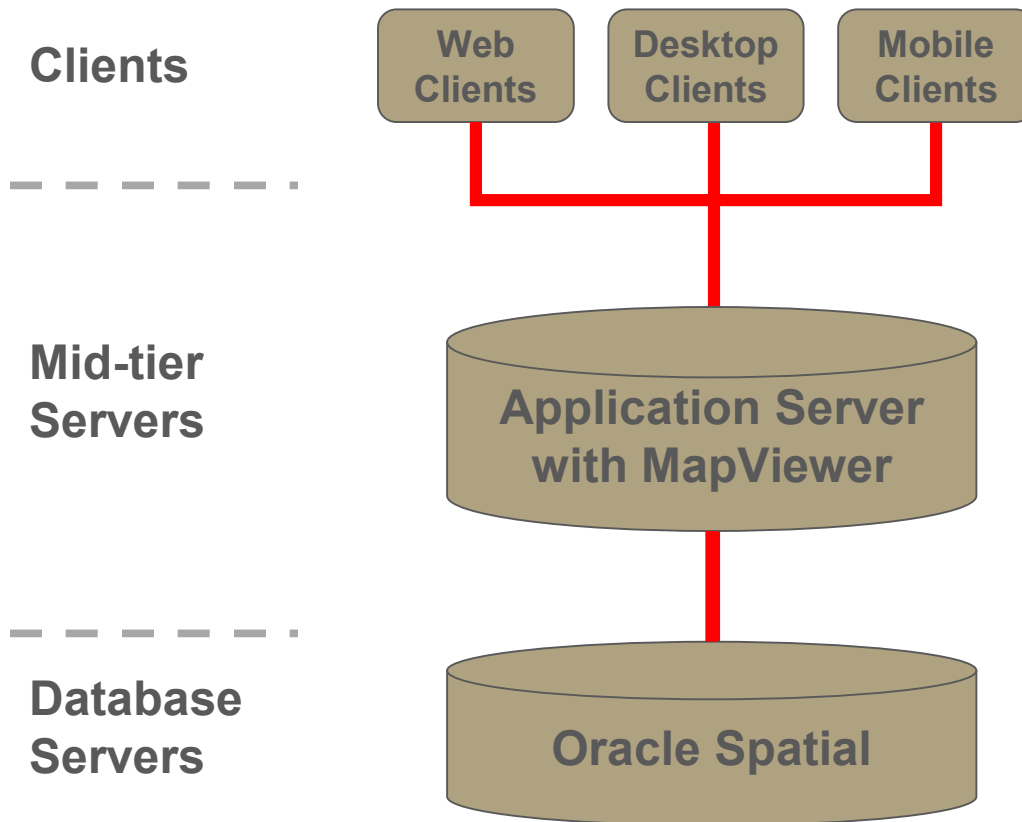 Clients
Web
Clients
Desktop
Clients
Mobile
Clients
Mid-tier
Servers
Application Server
with MapViewer
Database
Servers
Oracle Spatial